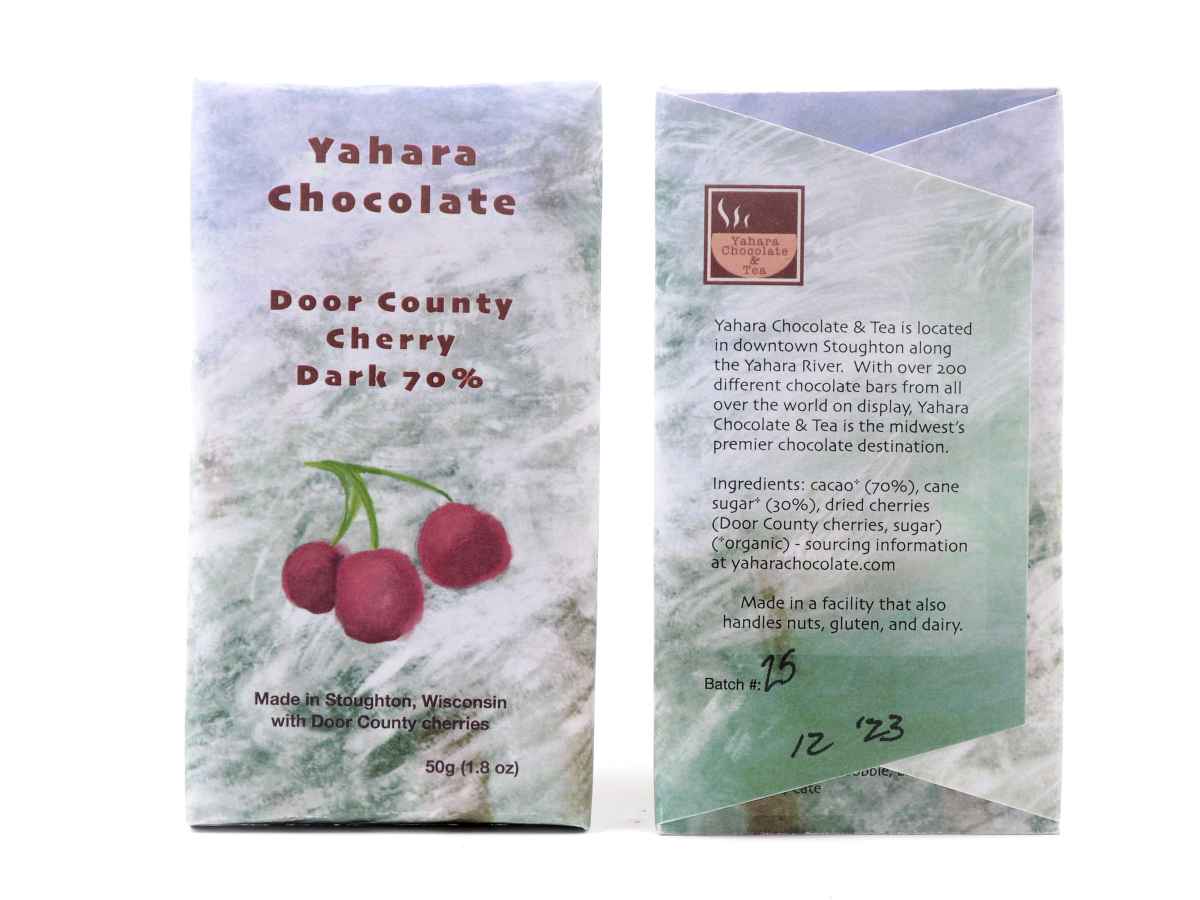 Yahara
Chocolate
Door County
Cherry
Dark 70%
Made in Stoughton, Wisconsin
with Door County cherries
50g (1.8 oz)
Yahara
Chocolate
&
Tea
Yahara Chocolate & Tea is located
in downtown Stoughton along
the Yahara River. With over 200
different chocolate bars from all
over the world on display, Yahara
Chocolate & Tea is the midwest's
premier chocolate destination.
Ingredients: cacao* (70%), cane
sugar* (30%), dried cherries
(Door County cherries, sugar)
(*organic) - sourcing information
at yaharachocolate.com
Made in a facility that also
handles nuts, gluten, and dairy.
Batch #: 25
12 '23